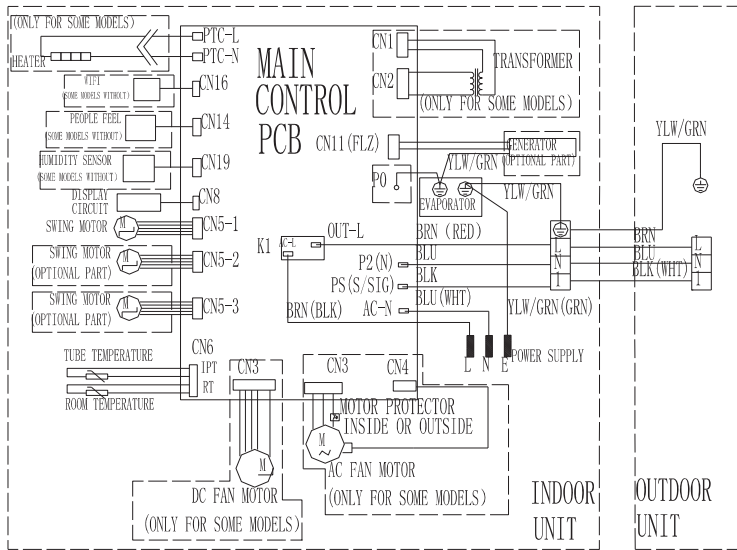 (ONLY FOR SOME MODELS)
PTC-L
PTC-N
HEATER
WIFI
(SOME MODELS WITHOUT)
CN16
PEOPLE FEEL
(SOME MODELS WITHOUT)
CN14
HUMIDITY SENSOR
(SOME MODELS WITHOUT)
CN19
DISPLAY
CIRCUIT
CN8
SWING MOTOR
M
CN5-1
SWING MOTOR
(OPTIONAL PART)
M
CN5-2
SWING MOTOR
(OPTIONAL PART)
M
CN5-3
TUBE TEMPERATURE
ROOM TEMPERATURE
CN6
IPT
RT
MAIN
CONTROL
PCB
CN1
CN2
TRANSFORMER
(ONLY FOR SOME MODELS)
CN11(FLZ)
GENERATOR
(OPTIONAL PART)
YLW/GRN
P0
EVAPORATOR
YLW/GRN
K1
AC-L
OUT-L
BRN (RED)
BLU
P2(N)
BLK
PS(S/SIG)
BLU(WHT)
AC-N
BRN(BLK)
YLW/GRN(GRN)
L
N
1
L N E
POWER SUPPLY
CN3
M
DC FAN MOTOR
(ONLY FOR SOME MODELS)
CN3
CN4
MOTOR PROTECTOR
INSIDE OR OUTSIDE
M
~
AC FAN MOTOR
(ONLY FOR SOME MODELS)
INDOOR
UNIT
YLW/GRN
BRN
BLU
BLK(WHT)
L
N
1
OUTDOOR
UNIT